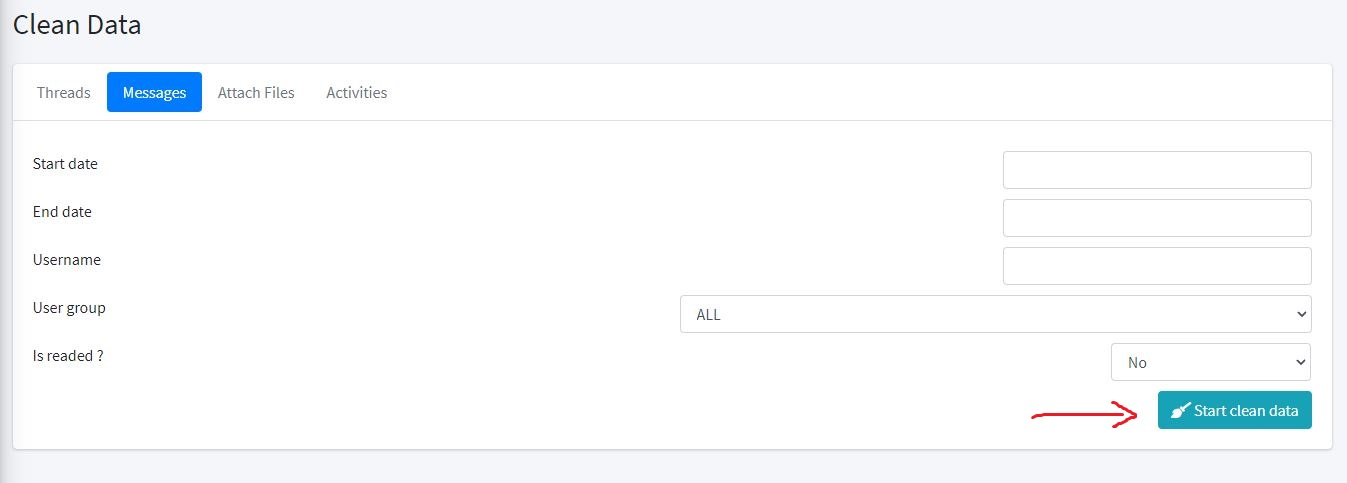 Clean Data
Threads Messages Attach Files Activities
Start date
End date
Username
User group ALL
Is readed ? No
Start clean data